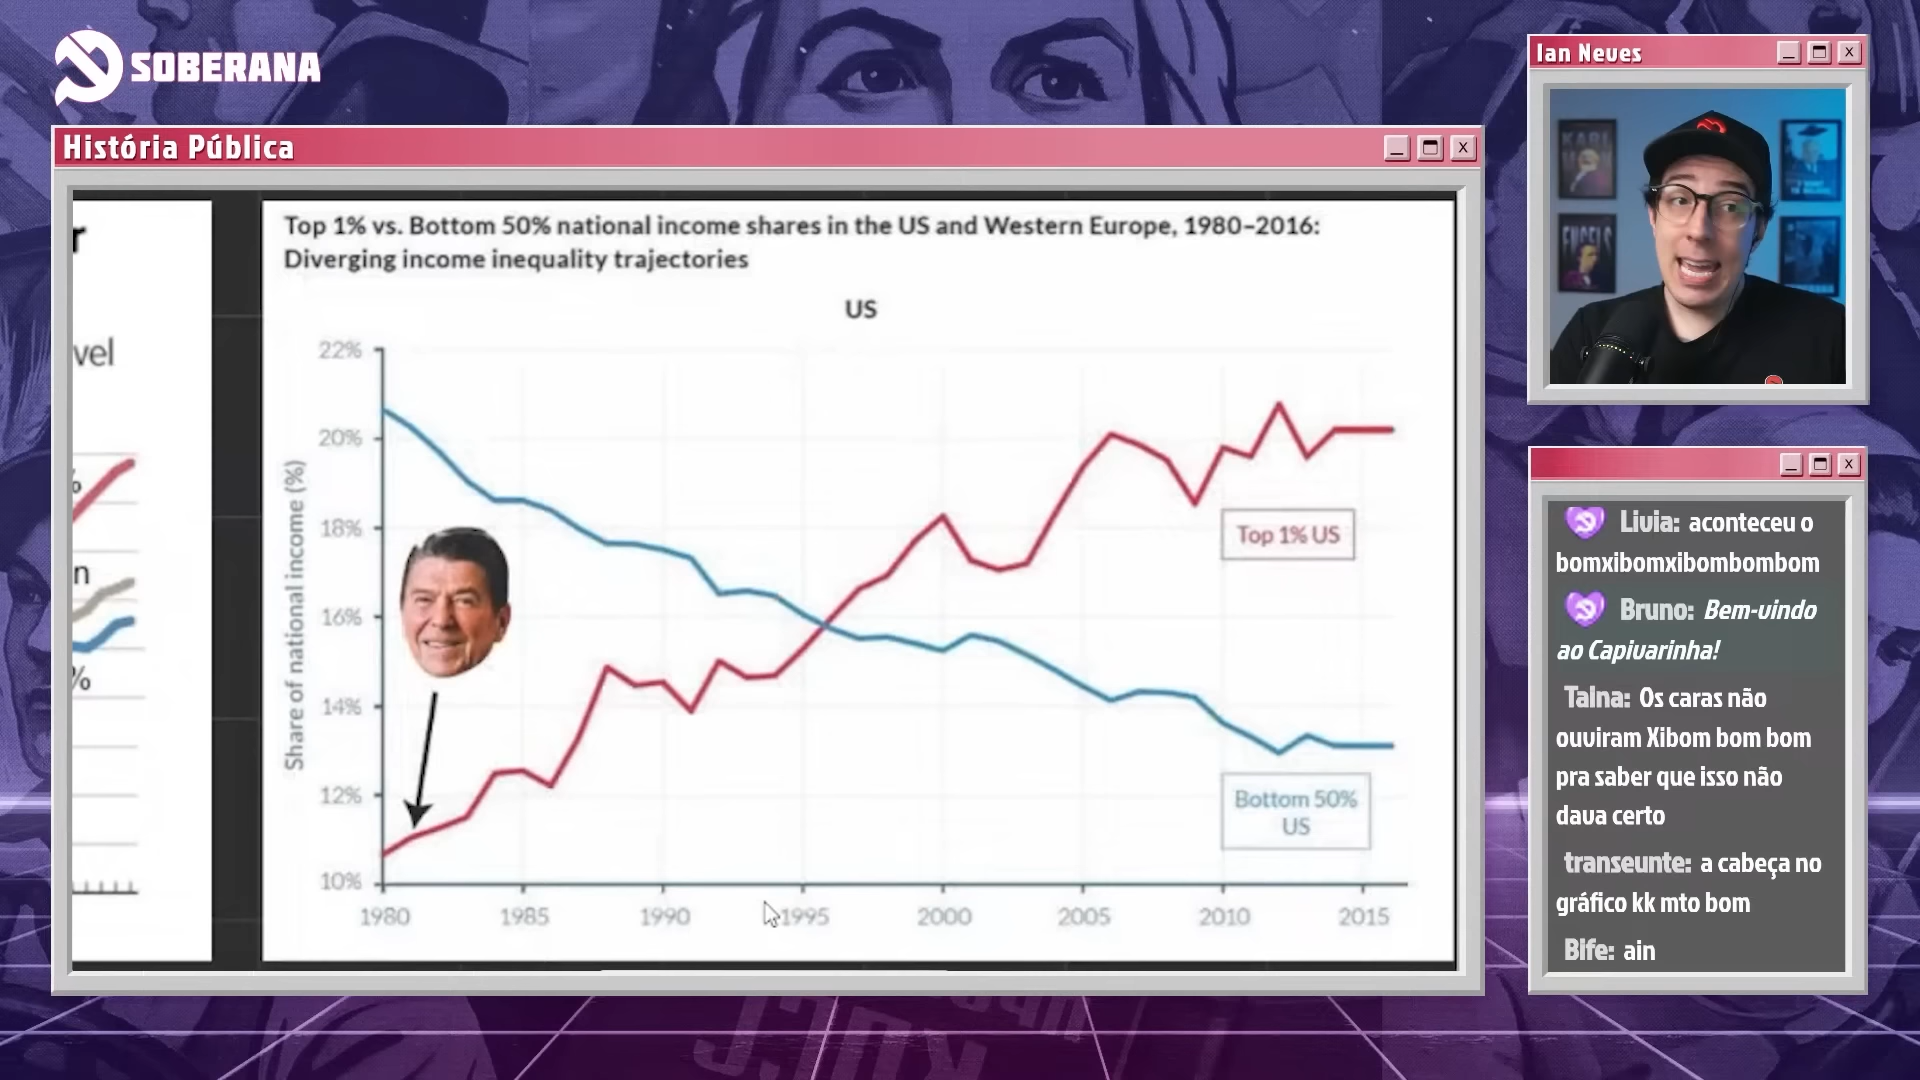 SOBERANA
História Pública
r
vel
%
n
%
Top 1% vs. Bottom 50% national income shares in the US and Western Europe, 1980–2016:
Diverging income inequality trajectories
US
Share of national income (%)
22%
20%
18%
16%
14%
12%
10%
1980 1985 1990 1995 2000 2005 2010 2015
Top 1% US
Bottom 50%
US
Ian Neves
KARL
ENGELS
Livia: aconteceu o
bomxibomxibombombom
Bruno: Bem-vindo
ao Capivarinha!
Taina: Os caras não
ouviram Xibom bom bom
pra saber que isso não
dava certo
transeunte: a cabeça no
gráfico kk mto bom
Bife: ain